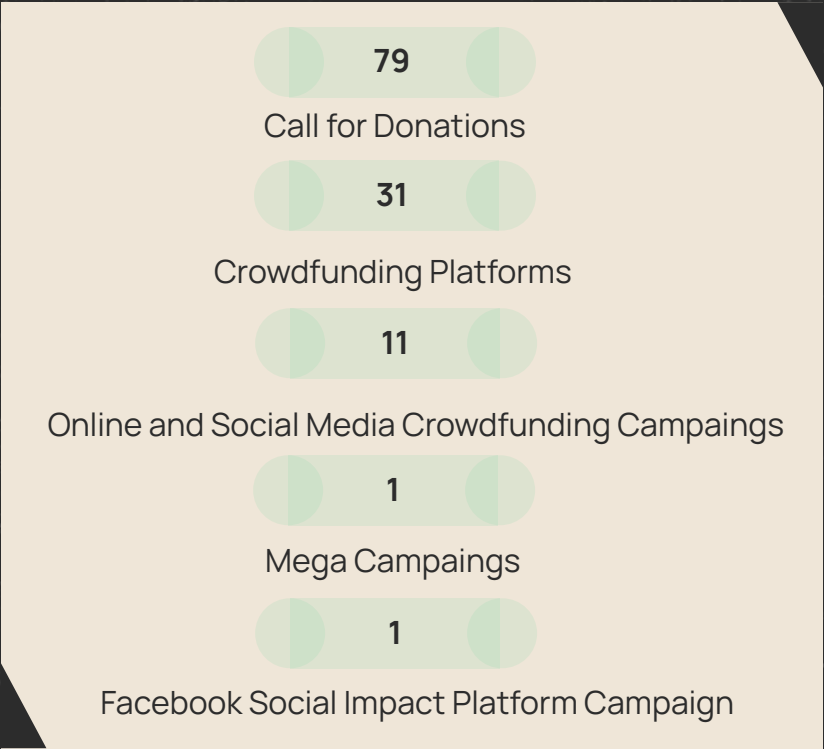 79
Call for Donations
31
Crowdfunding Platforms
11
Online and Social Media Crowdfunding Campaings
1
Mega Campaings
1
Facebook Social Impact Platform Campaign